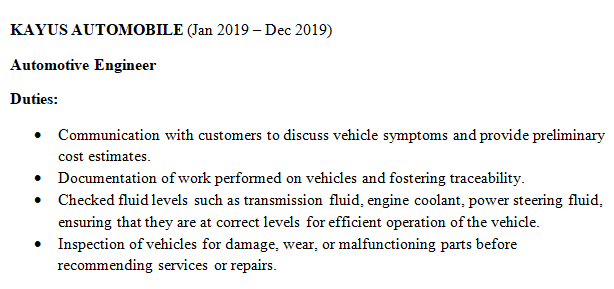 KAYUS AUTOMOBILE (Jan 2019 – Dec 2019)
Automotive Engineer
Duties:
• Communication with customers to discuss vehicle symptoms and provide preliminary
cost estimates.
• Documentation of work performed on vehicles and fostering traceability.
• Checked fluid levels such as transmission fluid, engine coolant, power steering fluid,
ensuring that they are at correct levels for efficient operation of the vehicle.
• Inspection of vehicles for damage, wear, or malfunctioning parts before
recommending services or repairs.